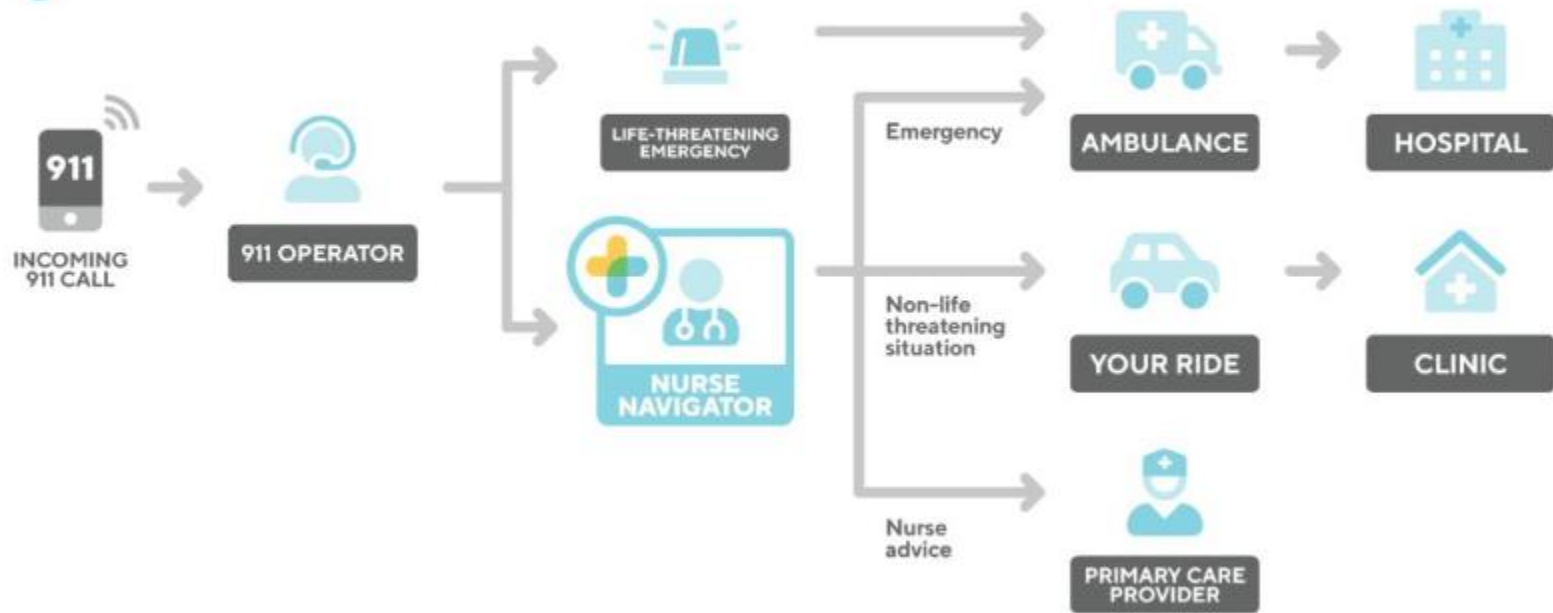 911
INCOMING
911 CALL
911 OPERATOR
LIFE-THREATENING
EMERGENCY
NURSE
NAVIGATOR
Emergency
Non-life
threatening
situation
Nurse
advice
AMBULANCE
HOSPITAL
YOUR RIDE
CLINIC
PRIMARY CARE
PROVIDER